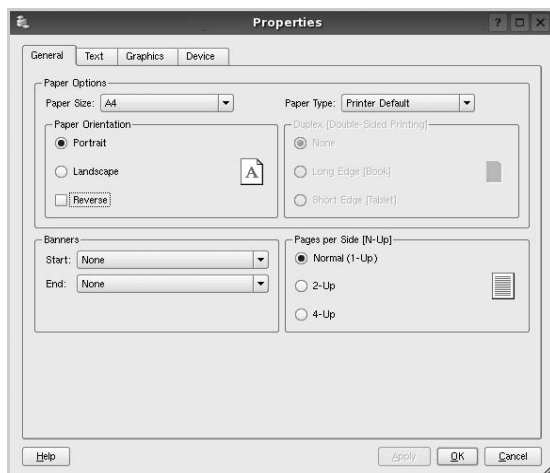 Properties
General Text Graphics Device
Paper Options
Paper Size: A4 Paper Type: Printer Default
Paper Orientation
Portrait
Landscape
Reverse
A
Duplex [Double-Sided Printing]
None
Long Edge [Book]
Short Edge [Tablet]
Banners
Start: None
End: None
Pages per Side [N-Up]
Normal (1-Up)
2-Up
4-Up
Help Apply OK Cancel